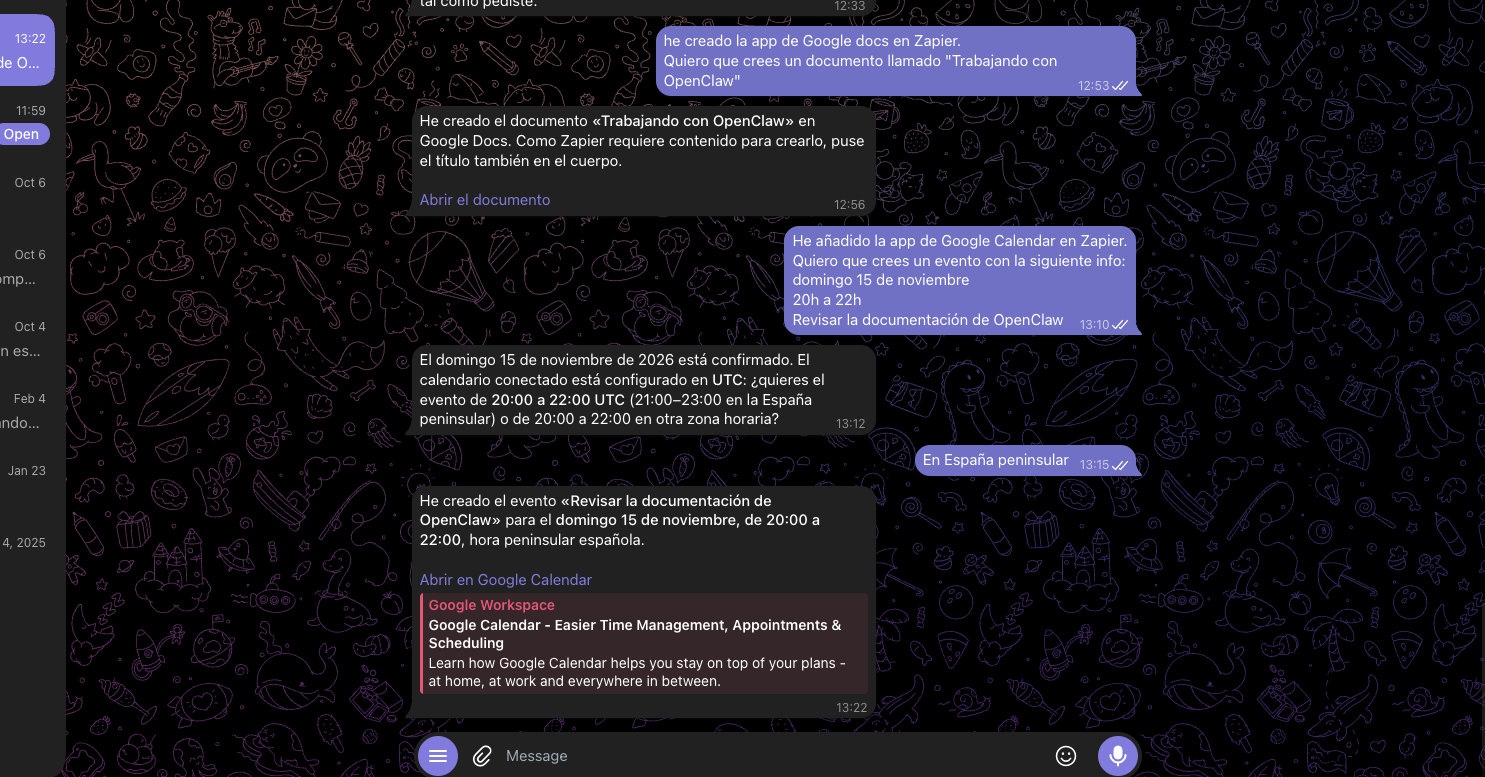 tal como pediste.
12:33
13:22
de O...
11:59
Open
Oct 6
Oct 6
omp...
Oct 4
n es...
Feb 4
ando...
Jan 23
4, 2025
he creado la app de Google docs en Zapier.
Quiero que crees un documento llamado "Trabajando con
OpenClaw"
12:53
He creado el documento «Trabajando con OpenClaw» en
Google Docs. Como Zapier requiere contenido para crearlo, puse
el título también en el cuerpo.
Abrir el documento
12:56
He añadido la app de Google Calendar en Zapier.
Quiero que crees un evento con la siguiente info:
domingo 15 de noviembre
20h a 22h
Revisar la documentación de OpenClaw
13:10
El domingo 15 de noviembre de 2026 está confirmado. El
calendario conectado está configurado en UTC: ¿quieres el
evento de 20:00 a 22:00 UTC (21:00–23:00 en la España
peninsular) o de 20:00 a 22:00 en otra zona horaria?
13:12
En España peninsular
13:15
He creado el evento «Revisar la documentación de
OpenClaw» para el domingo 15 de noviembre, de 20:00 a
22:00, hora peninsular española.
Abrir en Google Calendar
Google Workspace
Google Calendar - Easier Time Management, Appointments &
Scheduling
Learn how Google Calendar helps you stay on top of your plans -
at home, at work and everywhere in between.
13:22
Message